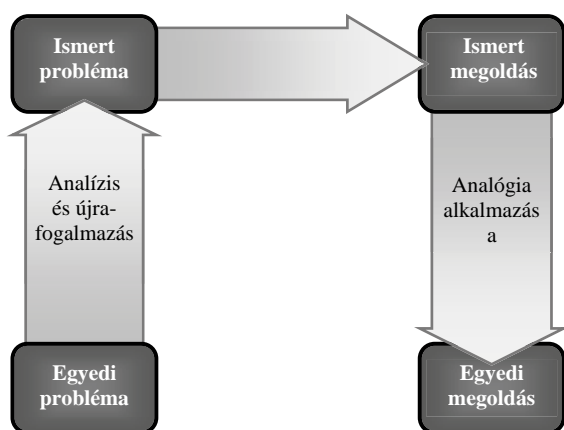 Ismert
probléma
Ismert
megoldás
Analízis
és újra-
fogalmazás
Analógia
alkalmazás
a
Egyedi
probléma
Egyedi
megoldás